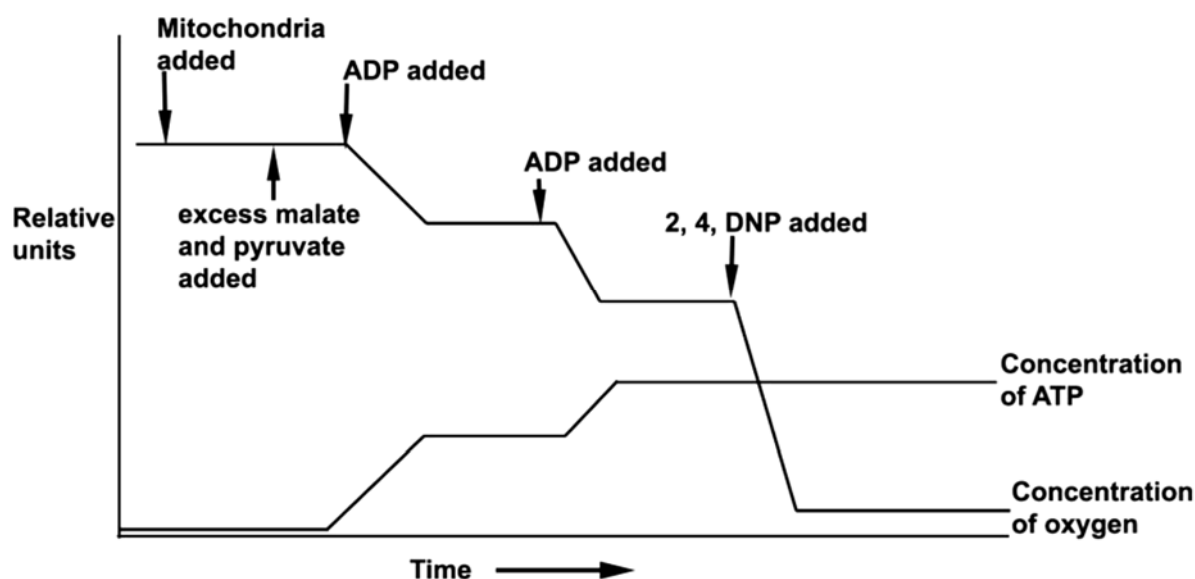 Mitochondria
added
ADP added
ADP added
Relative
units
excess malate
and pyruvate
added
2, 4, DNP added
Concentration
of ATP
Concentration
of oxygen
Time